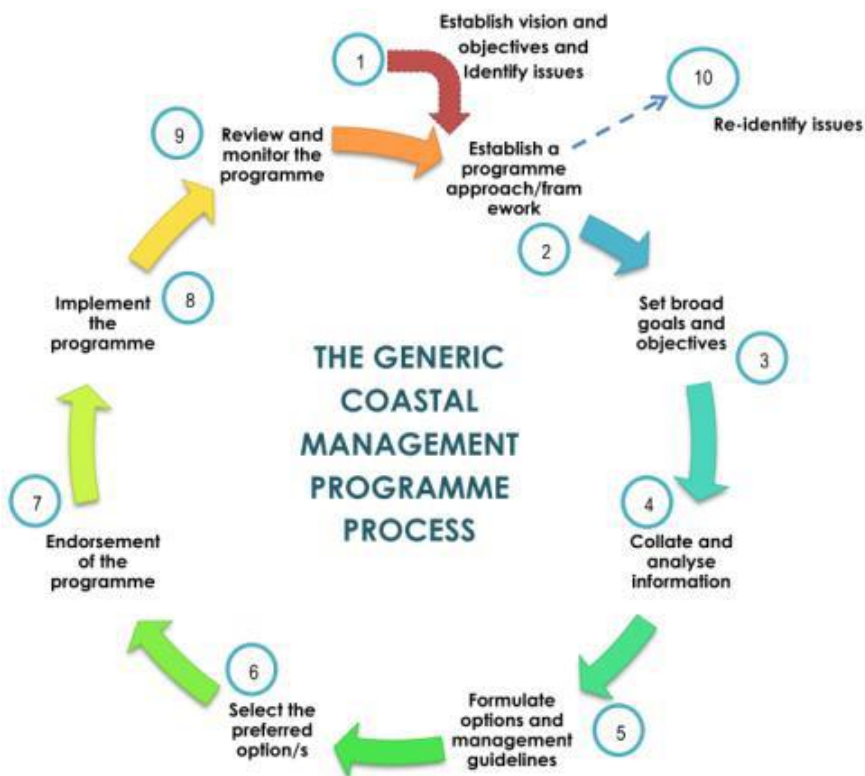 1
Establish vision and
objectives and
Identify issues
10
Re-identify issues
9
Review and
monitor the
programme
Establish a
programme
approach/fram
ework
2
Set broad
goals and
objectives
3
8
Implement
the
programme
THE GENERIC
COASTAL
MANAGEMENT
PROGRAMME
PROCESS
4
Collate and
analyse
information
7
Endorsement
of the
programme
6
Select the
preferred
option/s
Formulate
options and
management
guidelines
5